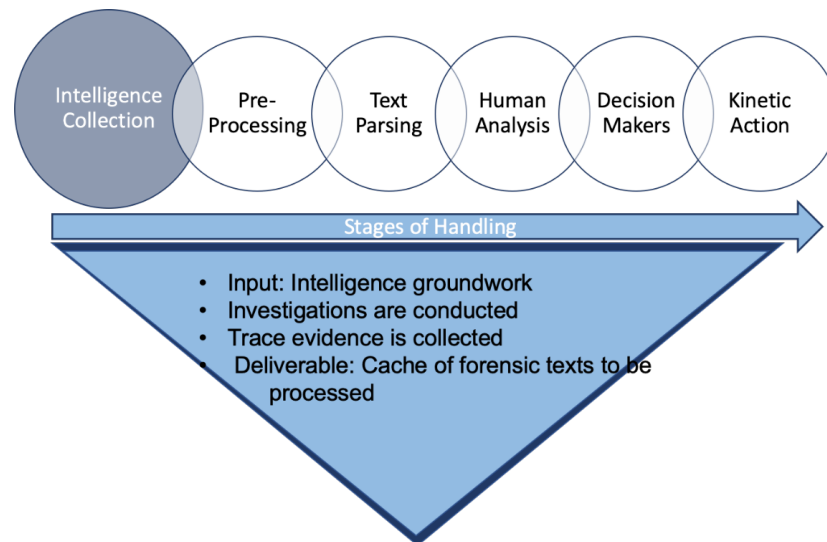 Intelligence
Collection
Pre-
Processing
Text
Parsing
Human
Analysis
Decision
Makers
Kinetic
Action
Stages of Handling
• Input: Intelligence groundwork
• Investigations are conducted
• Trace evidence is collected
• Deliverable: Cache of forensic texts to be
processed